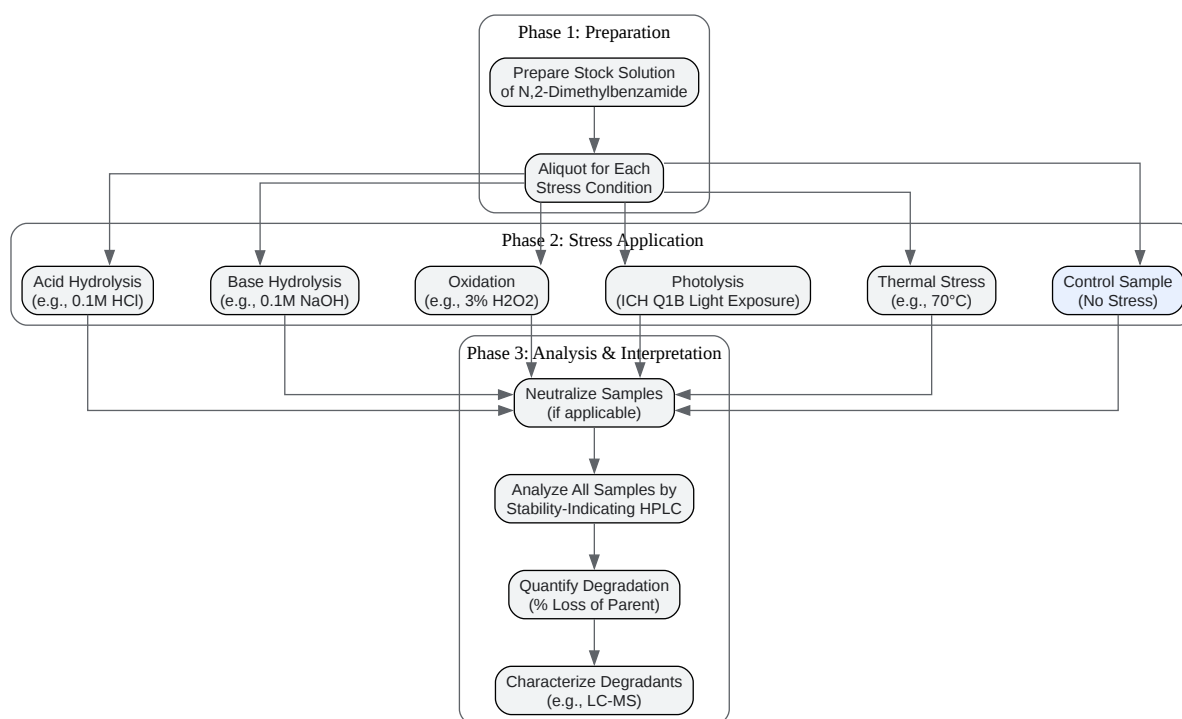 Phase 1: Preparation
Prepare Stock Solution
of N,2-Dimethylbenzamide
Aliquot for Each
Stress Condition
Phase 2: Stress Application
Acid Hydrolysis
(e.g., 0.1M HCl)
Base Hydrolysis
(e.g., 0.1M NaOH)
Oxidation
(e.g., 3% H2O2)
Photolysis
(ICH Q1B Light Exposure)
Thermal Stress
(e.g., 70°C)
Control Sample
(No Stress)
Phase 3: Analysis & Interpretation
Neutralize Samples
(if applicable)
Analyze All Samples by
Stability-Indicating HPLC
Quantify Degradation
(% Loss of Parent)
Characterize Degradants
(e.g., LC-MS)